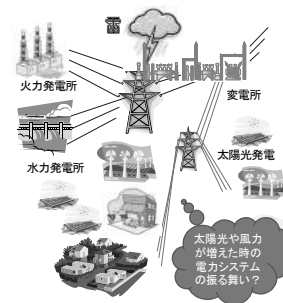 雷
火力発電所
変電所
水力発電所
太陽光発電
太陽光や風力
が増えた時の
電力システム
の振る舞い？